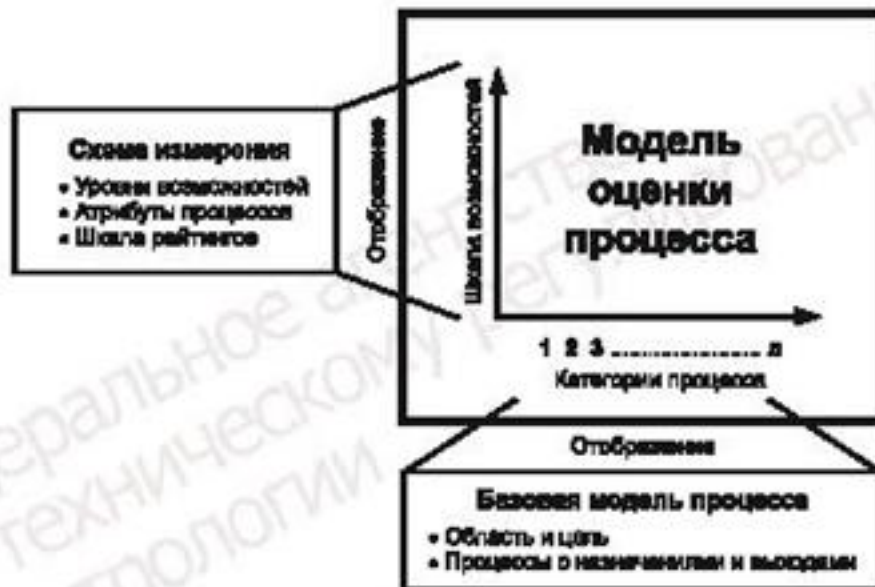 Схема измерения
• Уровни возможностей
• Атрибуты процессов
• Шкала рейтингов
Отображение
Шкала возможностей
Модель
оценки
процесса
1 2 3 ........................ n
Категории процесса
Отображение
Базовая модель процесса
• Область и цель
• Процессы с назначениями и выходами